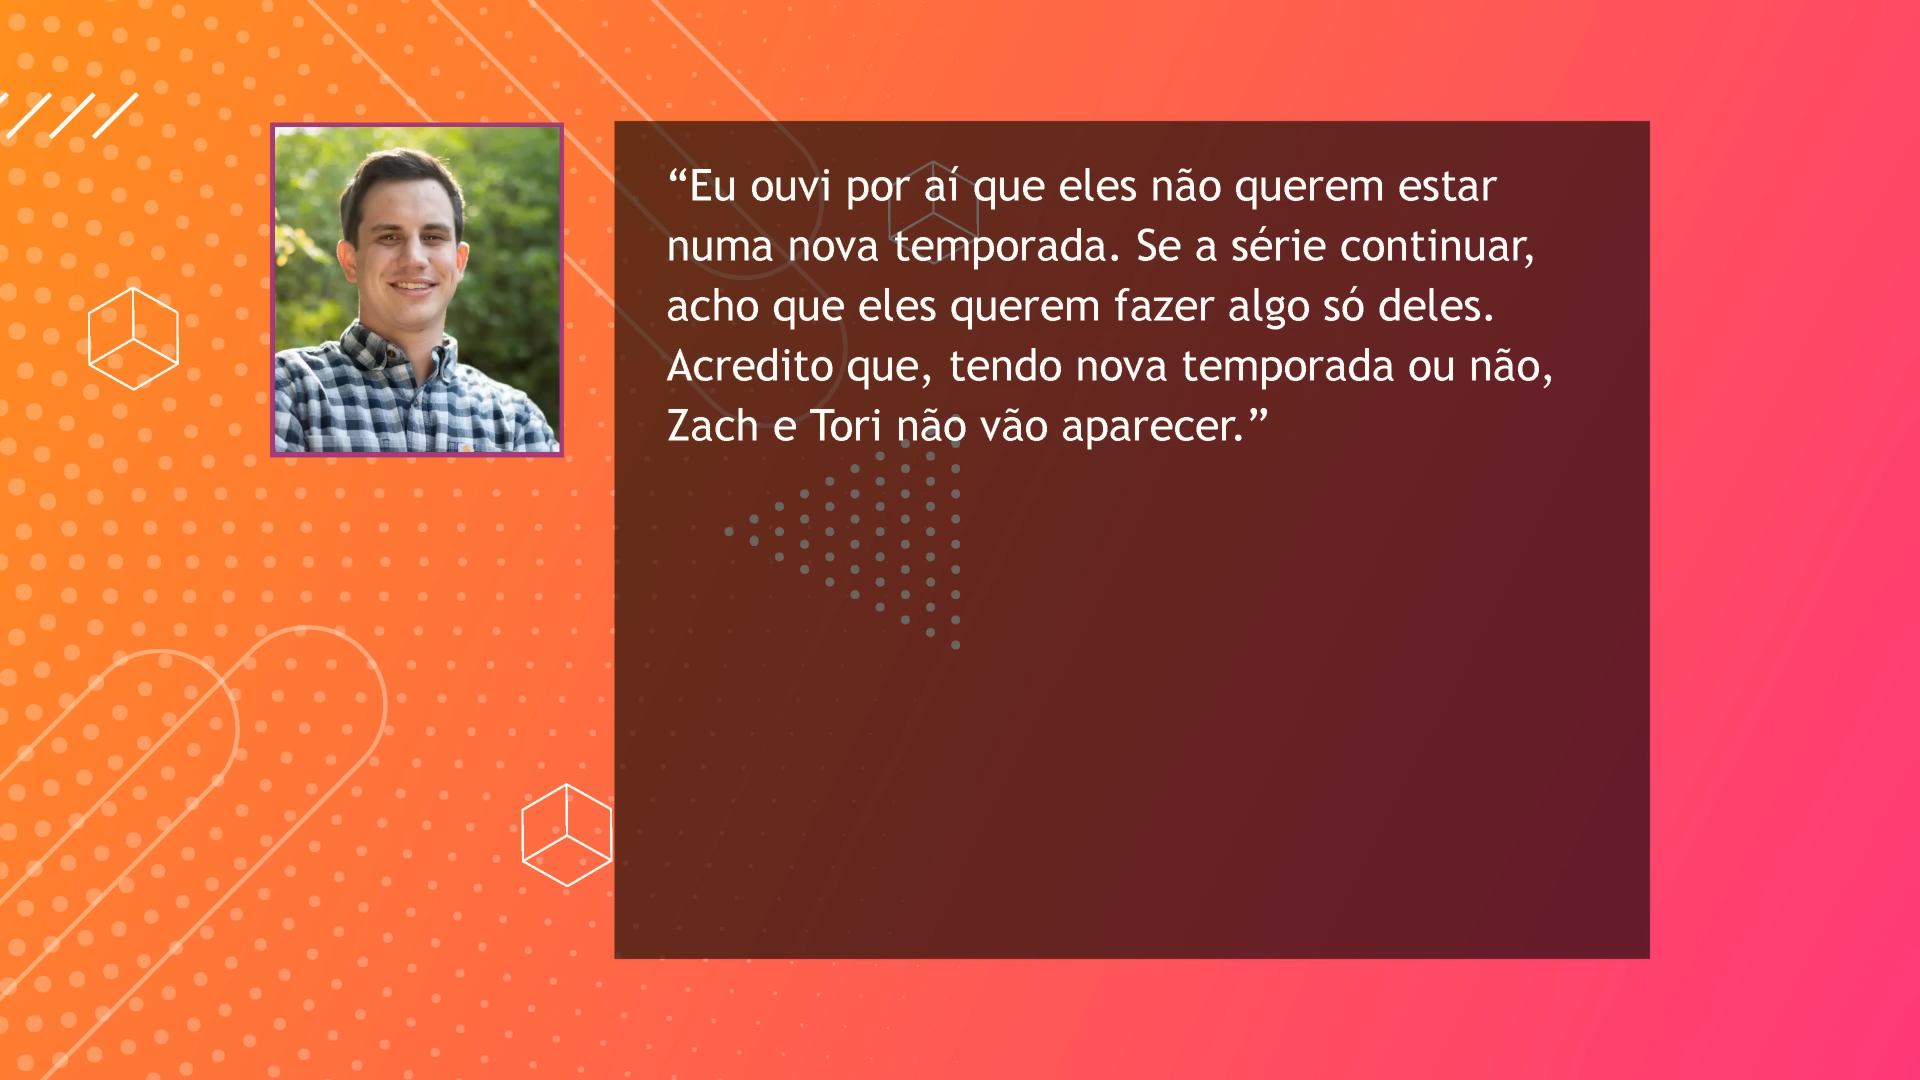 “Eu ouvi por aí que eles não querem estar
numa nova temporada. Se a série continuar,
acho que eles querem fazer algo só deles.
Acredito que, tendo nova temporada ou não,
Zach e Tori não vão aparecer.”